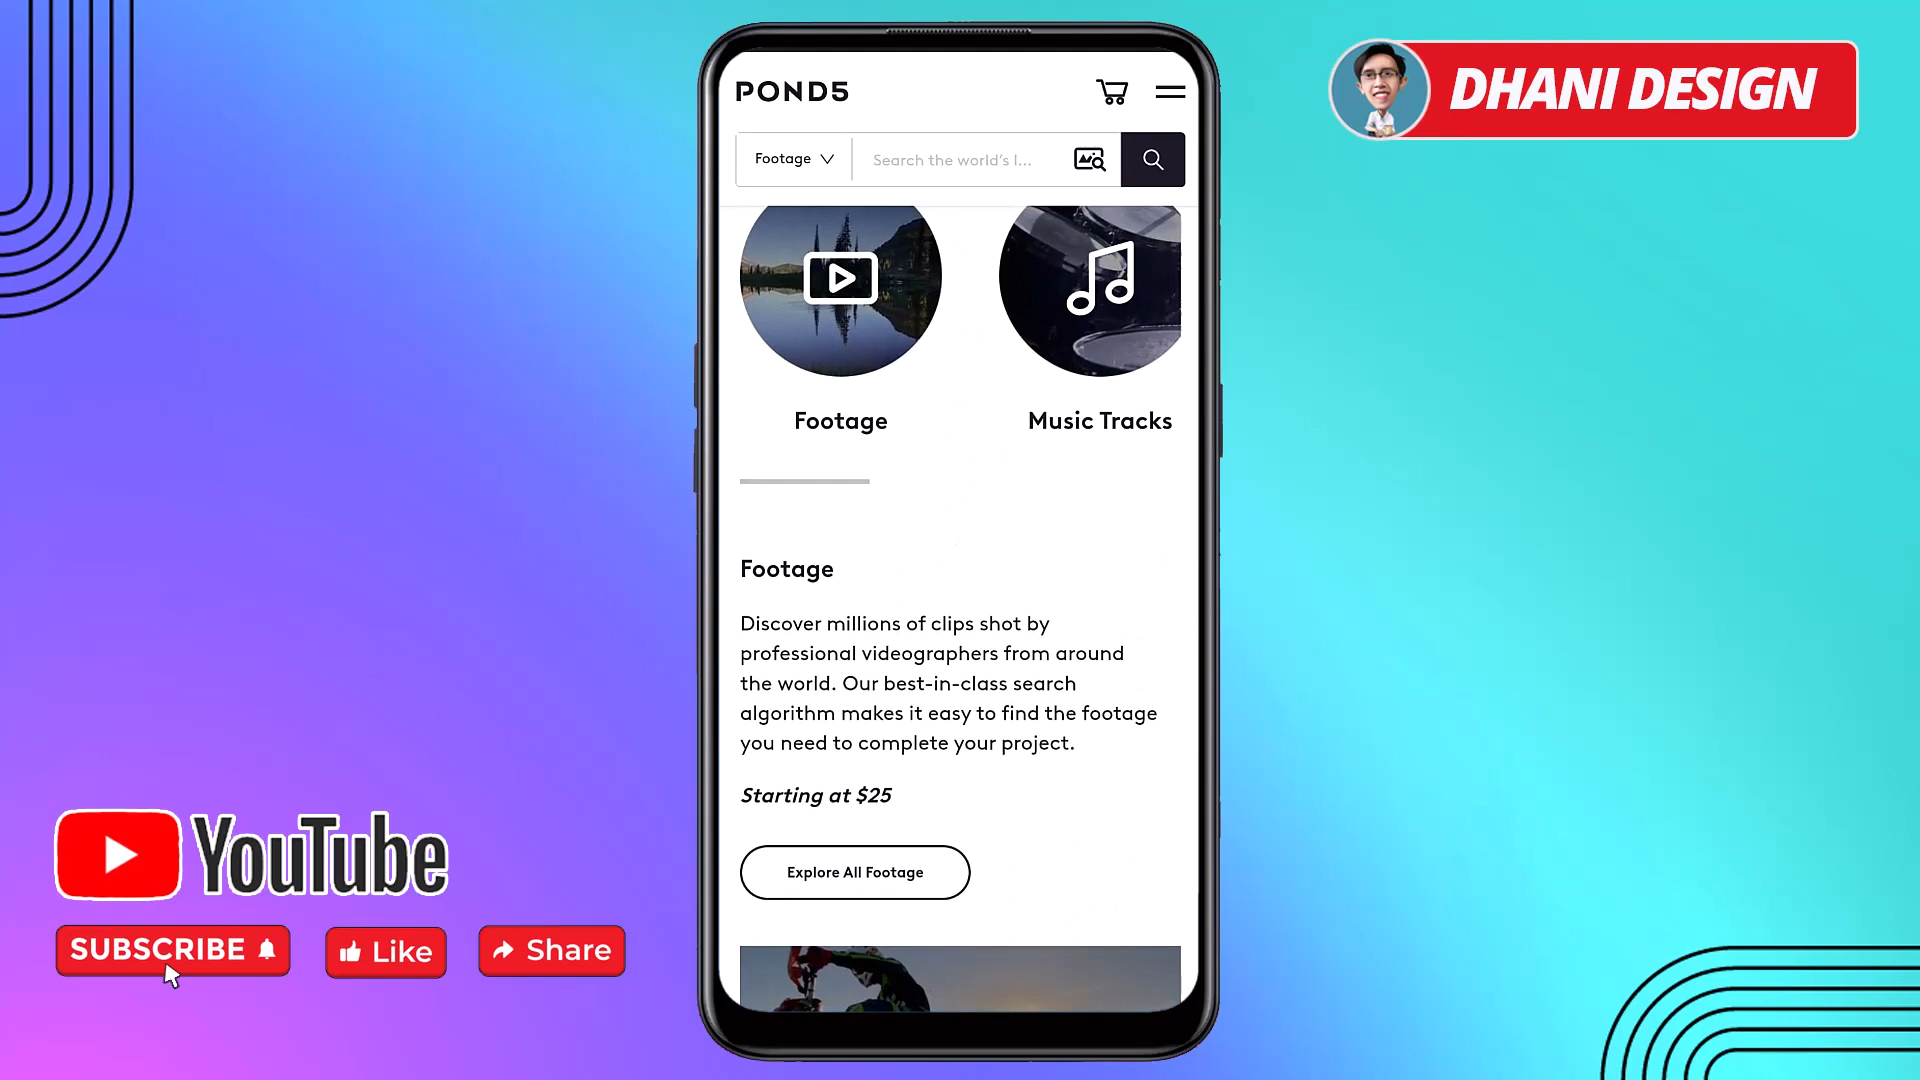 POND5
DHANI DESIGN
Footage
Search the world's l...
Footage
Music Tracks
Footage
Discover millions of clips shot by
professional videographers from around
the world. Our best-in-class search
algorithm makes it easy to find the footage
you need to complete your project.
Starting at $25
Explore All Footage
YouTube
SUBSCRIBE
Like
Share